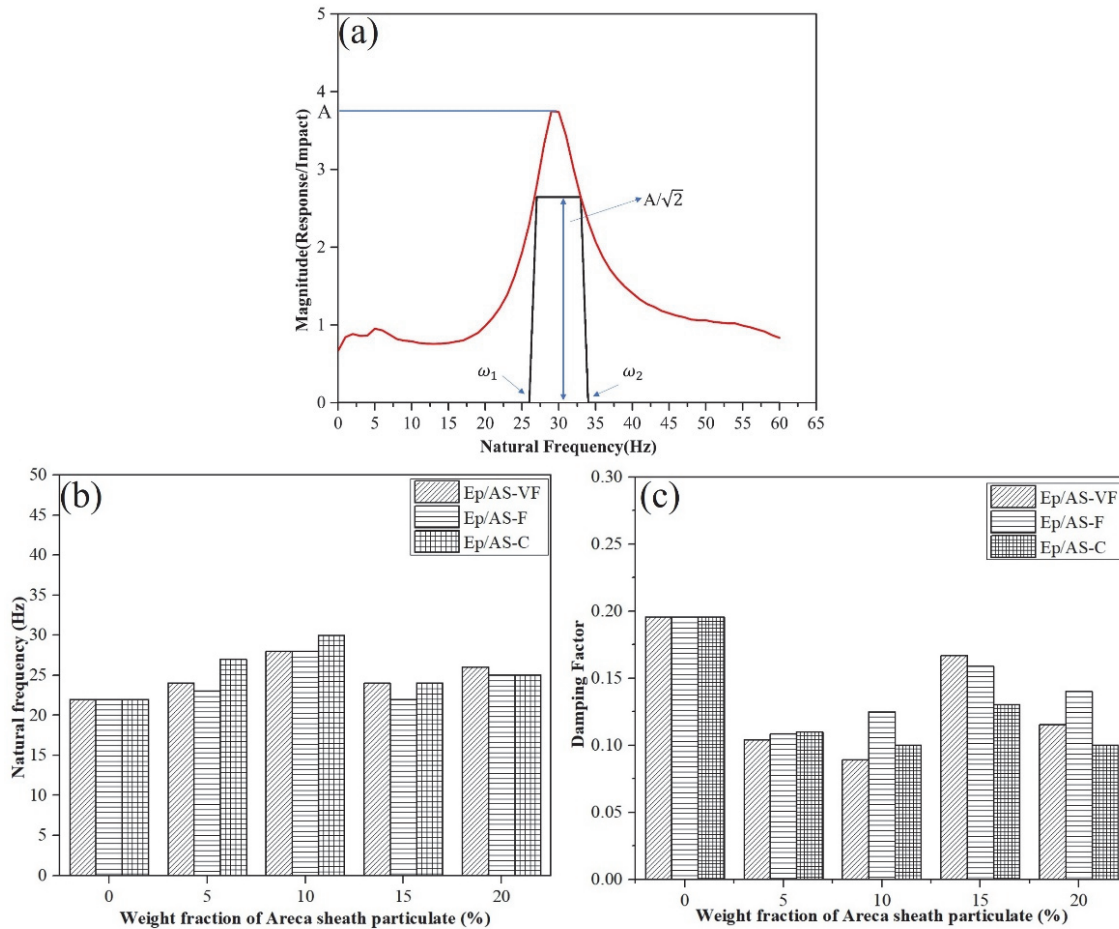 (a)
5
4
A
3
2
1
0
Magnitude(Response/Impact)
A/√2
ω₁
ω₂
0 5 10 15 20 25 30 35 40 45 50 55 60 65
Natural Frequency(Hz)
(b)
Ep/AS-VF
Ep/AS-F
Ep/AS-C
50
45
40
35
30
25
20
15
10
5
0
Natural frequency (Hz)
0 5 10 15 20
Weight fraction of Areca sheath particulate (%)
(c)
Ep/AS-VF
Ep/AS-F
Ep/AS-C
0.30
0.25
0.20
0.15
0.10
0.05
0.00
Damping Factor
0 5 10 15 20
Weight fraction of Areca sheath particulate (%)